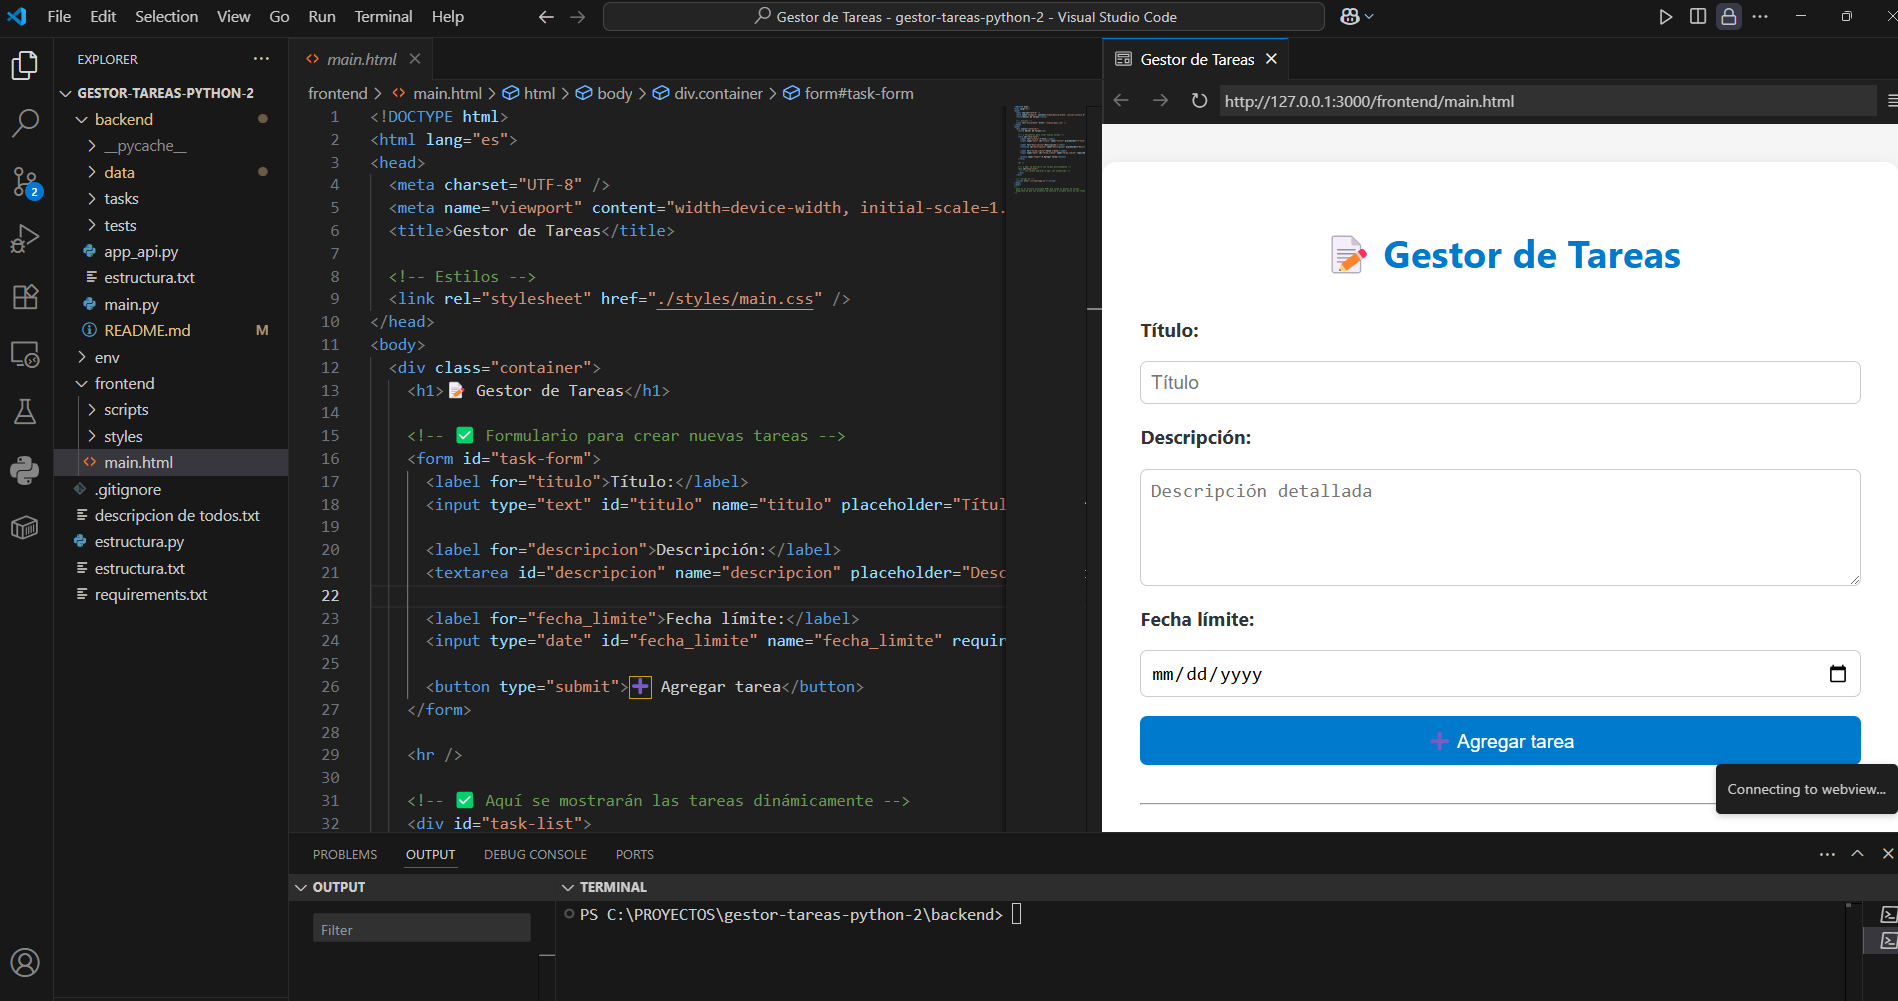 File Edit Selection View Go Run Terminal Help
Gestor de Tareas - gestor-tareas-python-2 - Visual Studio Code
EXPLORER
GESTOR-TAREAS-PYTHON-2
backend
__pycache__
data
tasks
tests
app_api.py
estructura.txt
main.py
README.md M
env
frontend
scripts
styles
main.html
.gitignore
descripcion de todos.txt
estructura.py
estructura.txt
requirements.txt
2
main.html
frontend > main.html > html > body > div.container > form#task-form
1 <!DOCTYPE html>
2 <html lang="es">
3 <head>
4 <meta charset="UTF-8" />
5 <meta name="viewport" content="width=device-width, initial-scale=1.
6 <title>Gestor de Tareas</title>
7
8 <!-- Estilos -->
9 <link rel="stylesheet" href="./styles/main.css" />
10 </head>
11 <body>
12 <div class="container">
13 <h1>📝 Gestor de Tareas</h1>
14
15 <!-- ✅ Formulario para crear nuevas tareas -->
16 <form id="task-form">
17 <label for="titulo">Título:</label>
18 <input type="text" id="titulo" name="titulo" placeholder="Títul
19
20 <label for="descripcion">Descripción:</label>
21 <textarea id="descripcion" name="descripcion" placeholder="Desc
22
23 <label for="fecha_limite">Fecha límite:</label>
24 <input type="date" id="fecha_limite" name="fecha_limite" requir
25
26 <button type="submit">➕ Agregar tarea</button>
27 </form>
28
29 <hr />
30
31 <!-- ✅ Aquí se mostrarán las tareas dinámicamente -->
32 <div id="task-list">
Gestor de Tareas
http://127.0.0.1:3000/frontend/main.html
📝 Gestor de Tareas
Título:
Título
Descripción:
Descripción detallada
Fecha límite:
mm/dd/yyyy
➕ Agregar tarea
Connecting to webview...
PROBLEMS OUTPUT DEBUG CONSOLE PORTS
OUTPUT
Filter
TERMINAL
PS C:\PROYECTOS\gestor-tareas-python-2\backend>